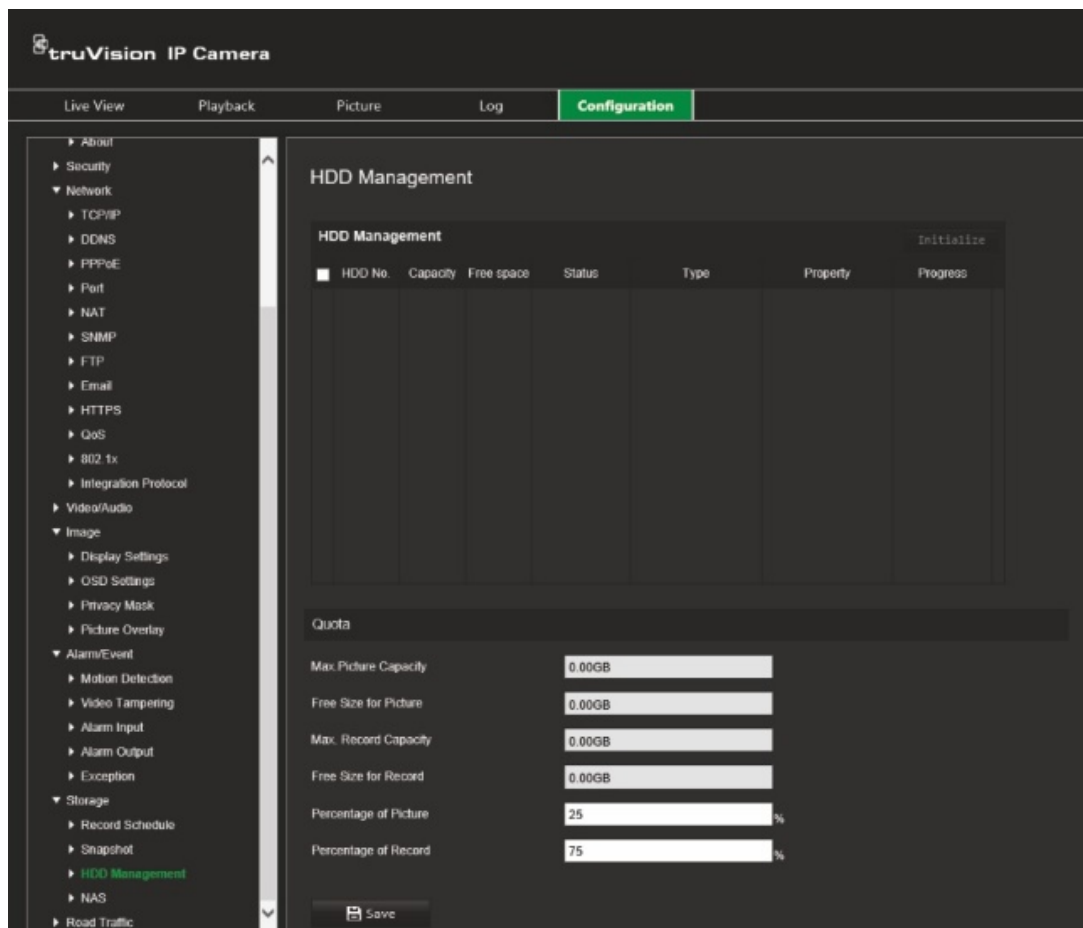 truVision IP Camera
Live View Playback Picture Log Configuration
About
Security
Network
TCP/IP
DDNS
PPPoE
Port
NAT
SNMP
FTP
Email
HTTPS
QoS
802.1x
Integration Protocol
Video/Audio
Image
Display Settings
OSD Settings
Privacy Mask
Picture Overlay
Alarm/Event
Motion Detection
Video Tampering
Alarm Input
Alarm Output
Exception
Storage
Record Schedule
Snapshot
HDD Management
NAS
Road Traffic
HDD Management
HDD Management Initialize
HDD No. Capacity Free space Status Type Property Progress
Quota
Max.Picture Capacity 0.00GB
Free Size for Picture 0.00GB
Max. Record Capacity 0.00GB
Free Size for Record 0.00GB
Percentage of Picture 25 %
Percentage of Record 75 %
Save